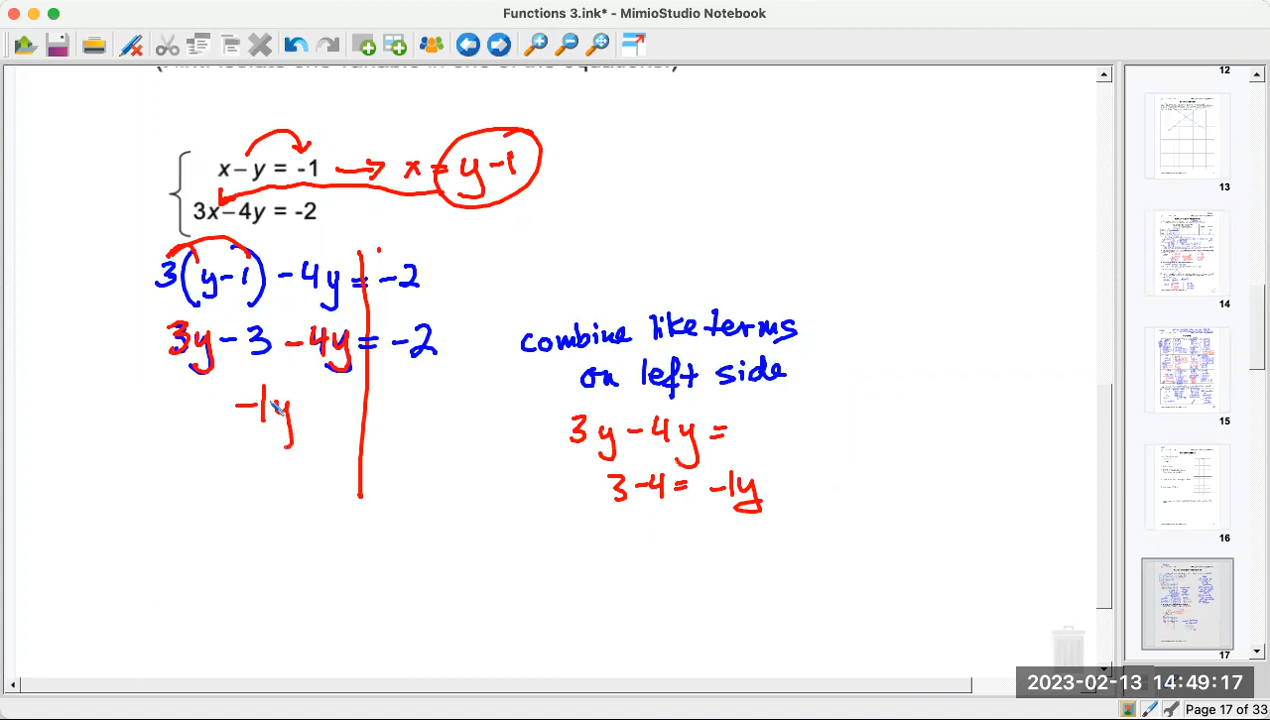 Functions 3.ink* - MimioStudio Notebook
x – y = -1 → x = y - 1
3x – 4y = -2
3(y - 1) - 4y = -2
3y - 3 - 4y = -2
-1y
combine like terms
on left side
3y - 4y =
3 - 4 = -1y
12
13
14
15
16
17
2023-02-13 14:49:17
Page 17 of 33